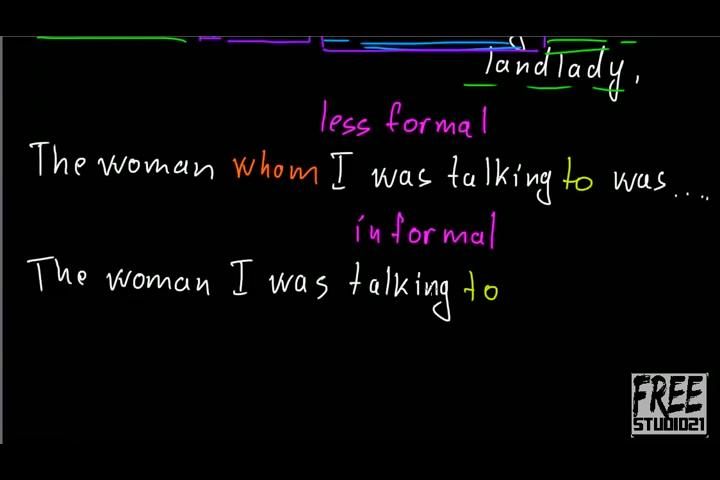 landlady.
less formal
The woman whom I was talking to was....
informal
The woman I was talking to
FREE
STUDIO21